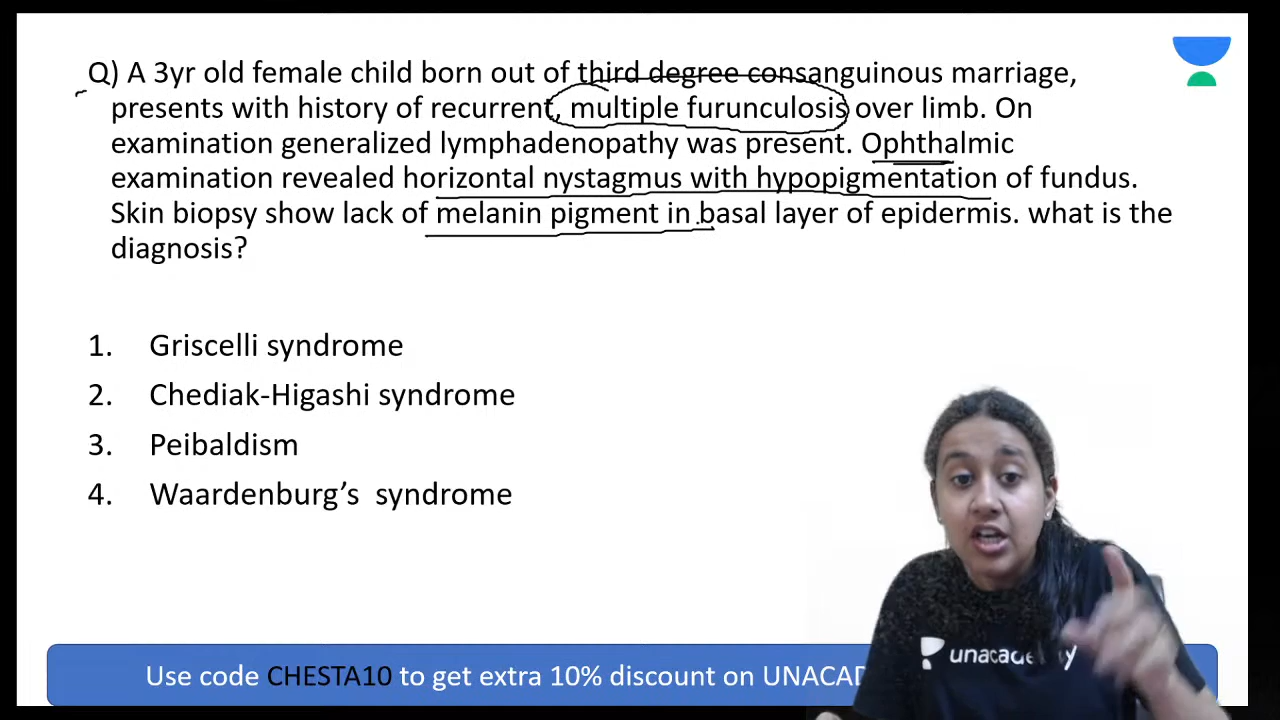 Q) A 3yr old female child born out of third degree consanguinous marriage,
presents with history of recurrent, multiple furunculosis over limb. On
examination generalized lymphadenopathy was present. Ophthalmic
examination revealed horizontal nystagmus with hypopigmentation of fundus.
Skin biopsy show lack of melanin pigment in basal layer of epidermis. what is the
diagnosis?
1. Griscelli syndrome
2. Chediak-Higashi syndrome
3. Peibaldism
4. Waardenburg’s syndrome
unacademy
Use code CHESTA10 to get extra 10% discount on UNACAD